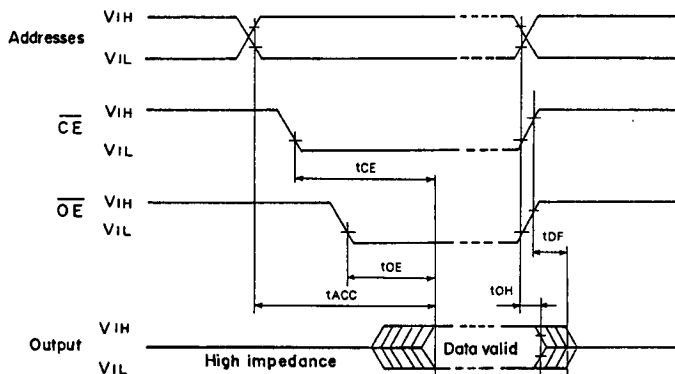 VIH
Addresses
VIL
VIH
CE
VIL
tCE
VIH
OE
VIL
tDF
tOE
tACC
tOH
VIH
Output High impedance Data valid
VIL